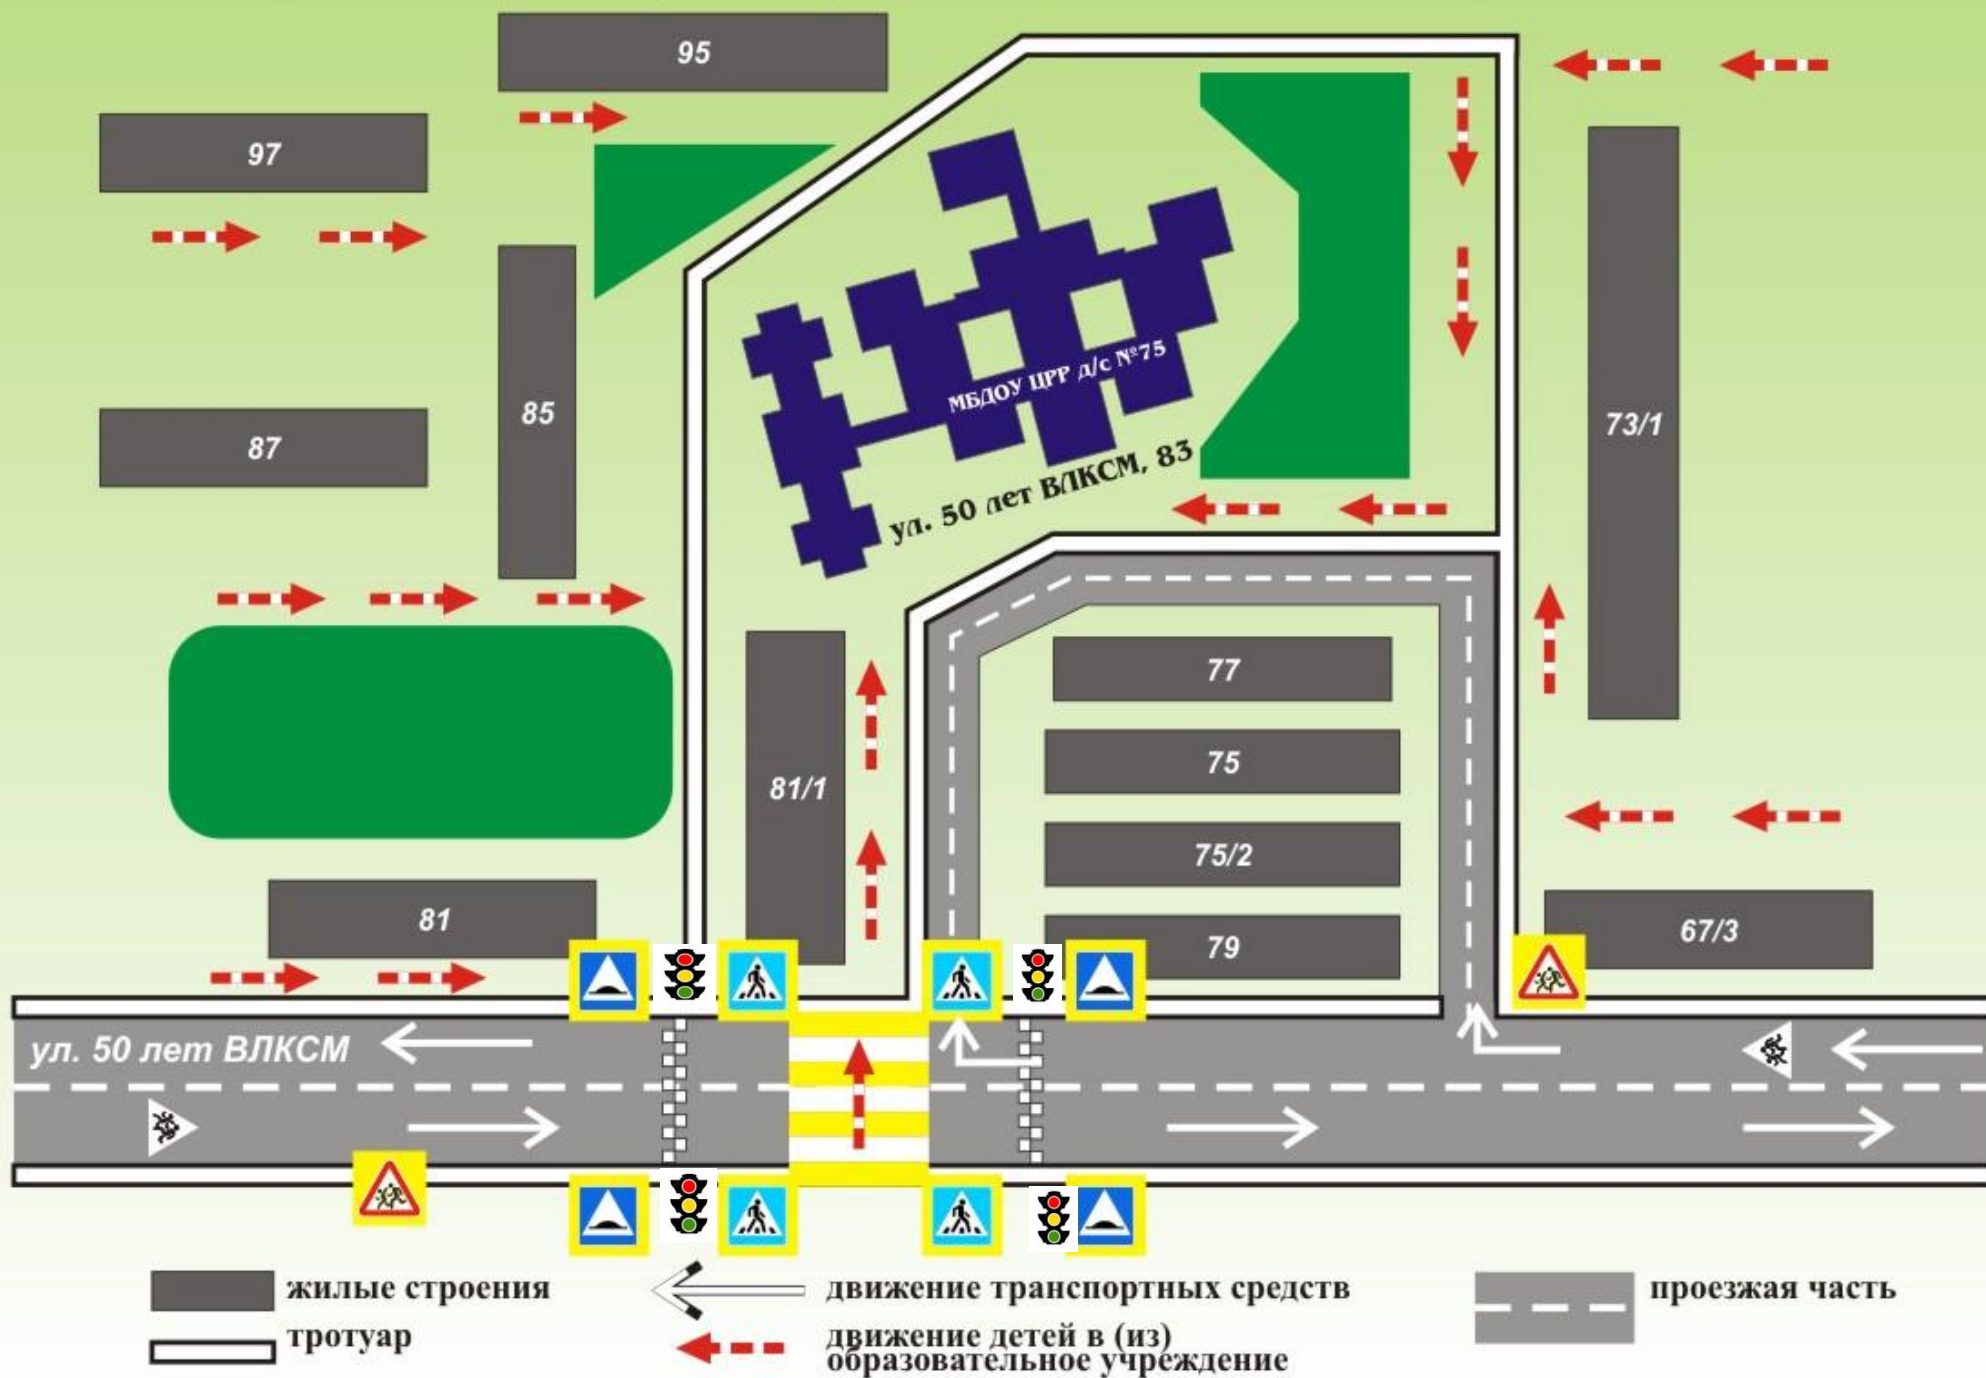 95
97
85
87
МБДОУ ЦРР д/с №75
ул. 50 лет ВЛКСМ, 83
73/1
77
75
81/1
75/2
81
79
67/3
ул. 50 лет ВЛКСМ
жилые строения
движение транспортных средств
проезжая часть
тротуар
движение детей в (из)
образовательное учреждение